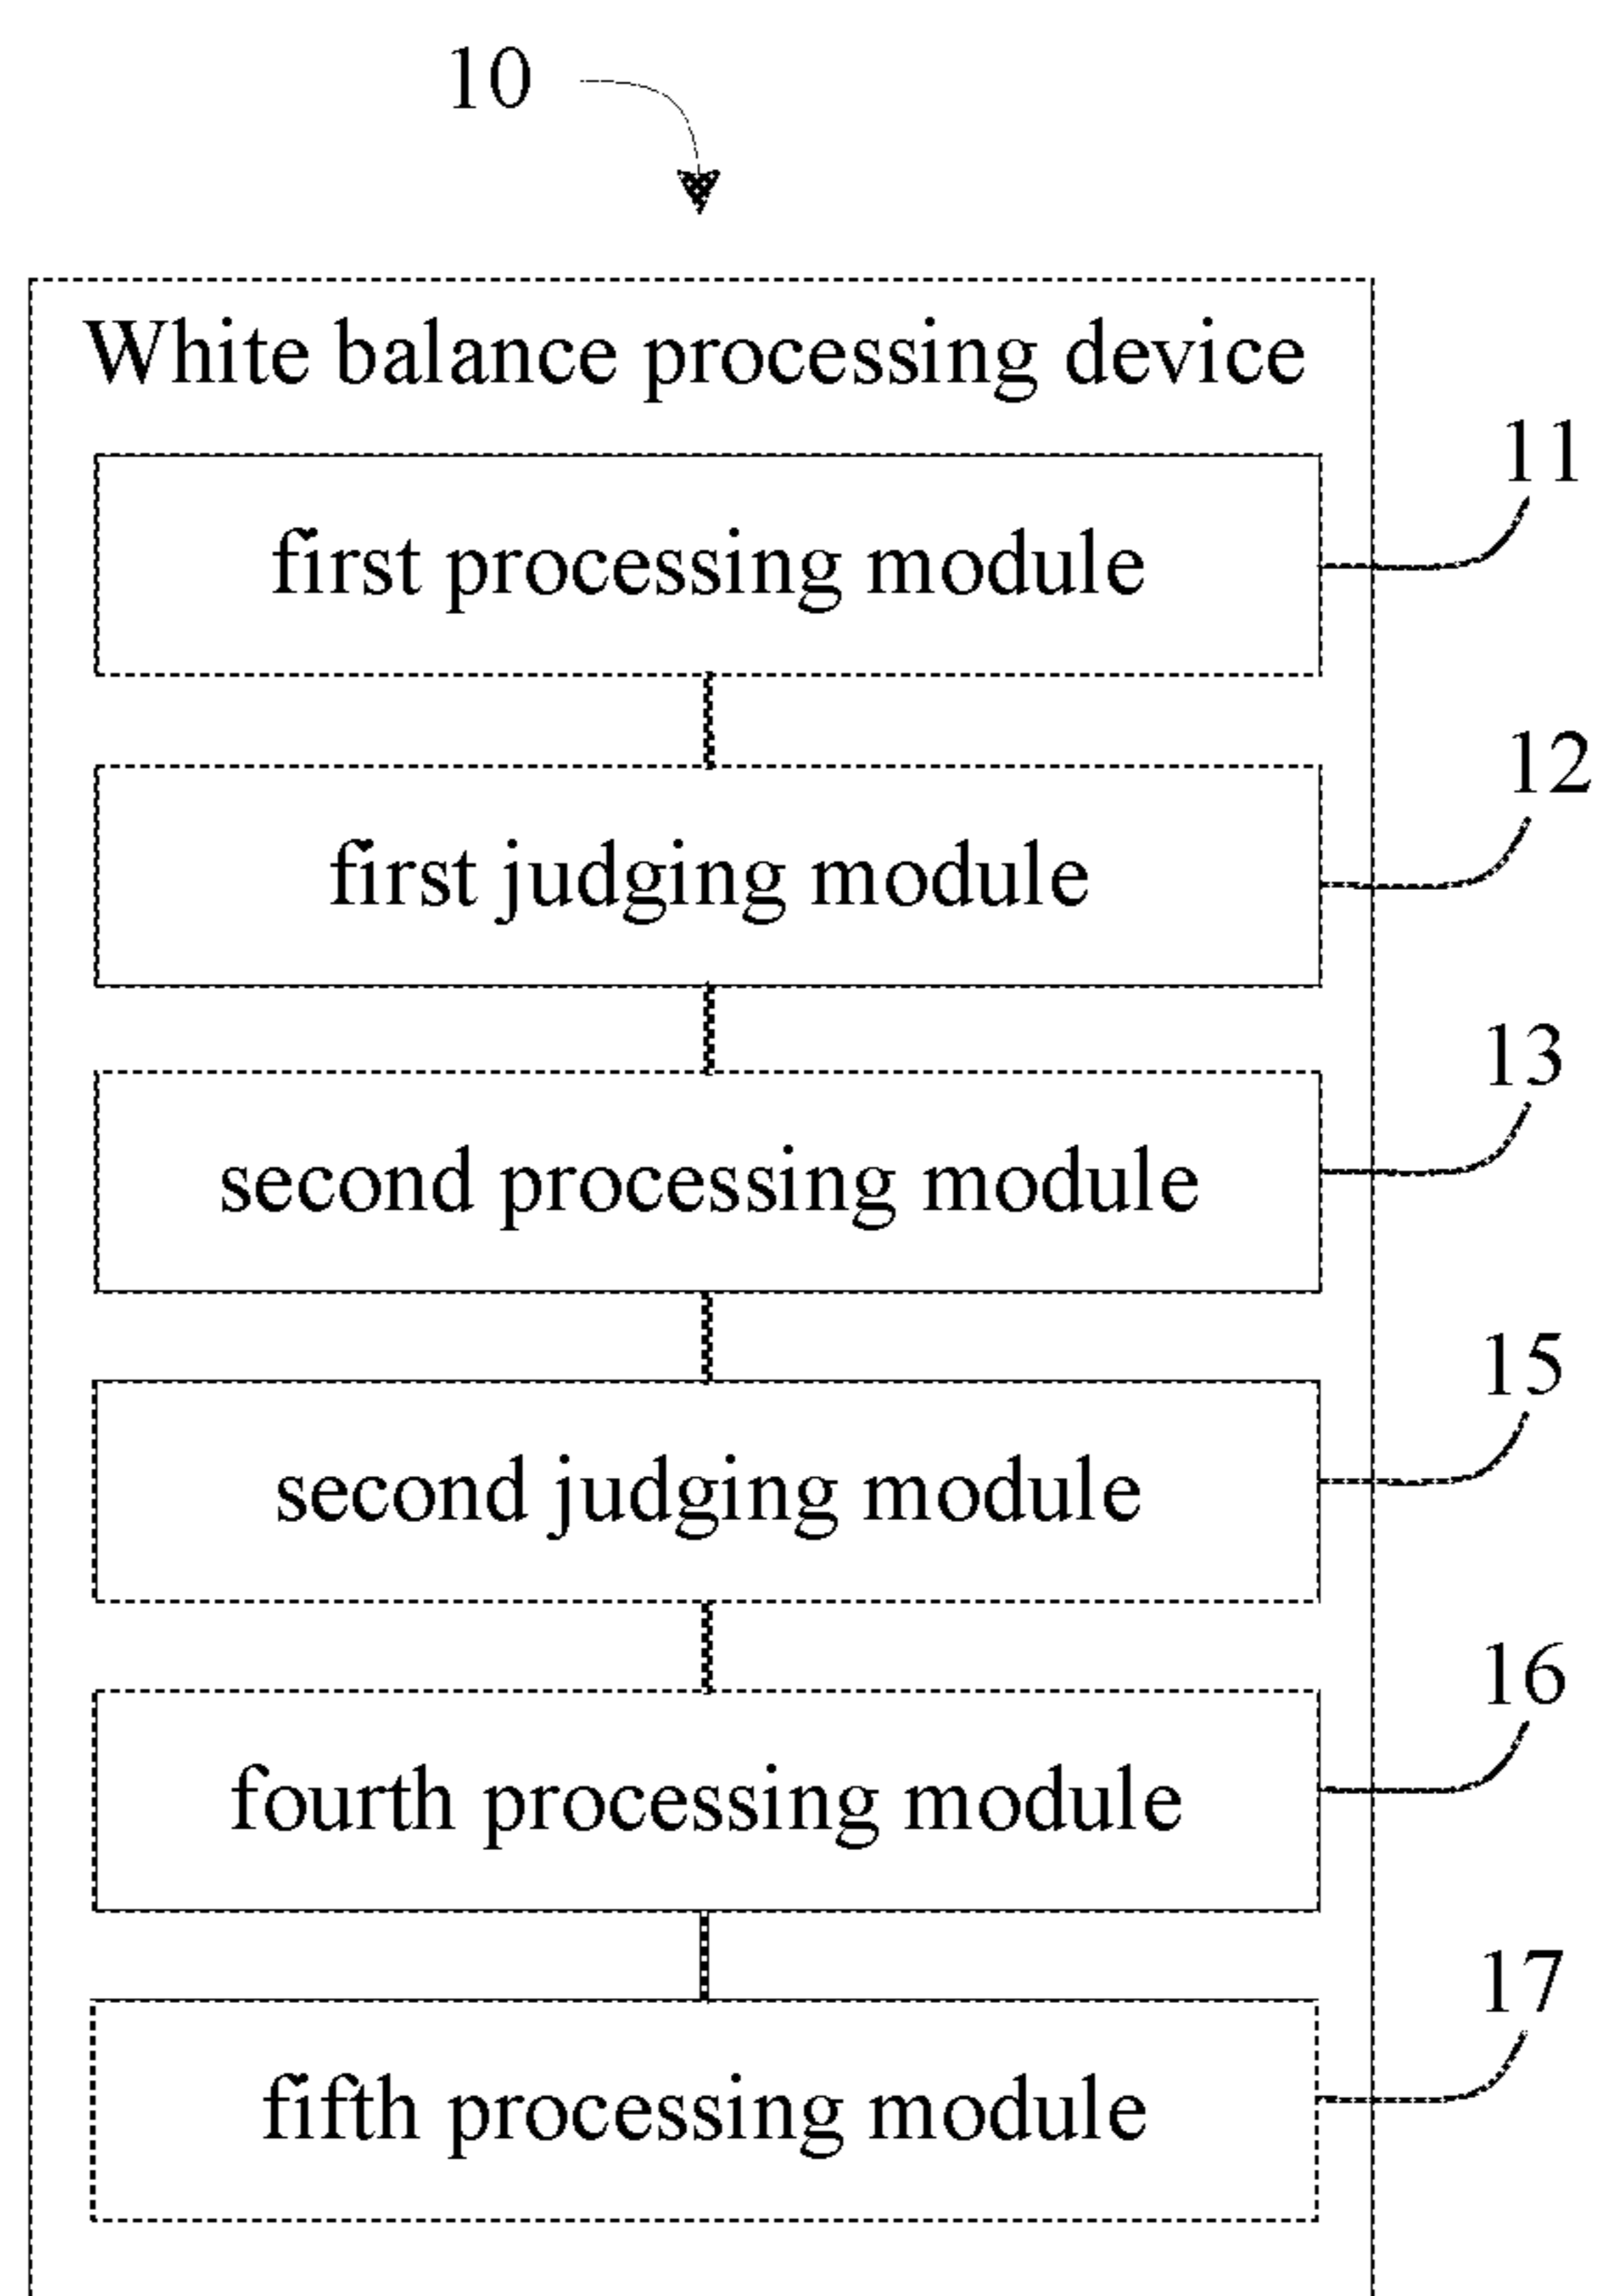 10
White balance processing device
11
first processing module
12
first judging module
13
second processing module
15
second judging module
16
fourth processing module
17
fifth processing module